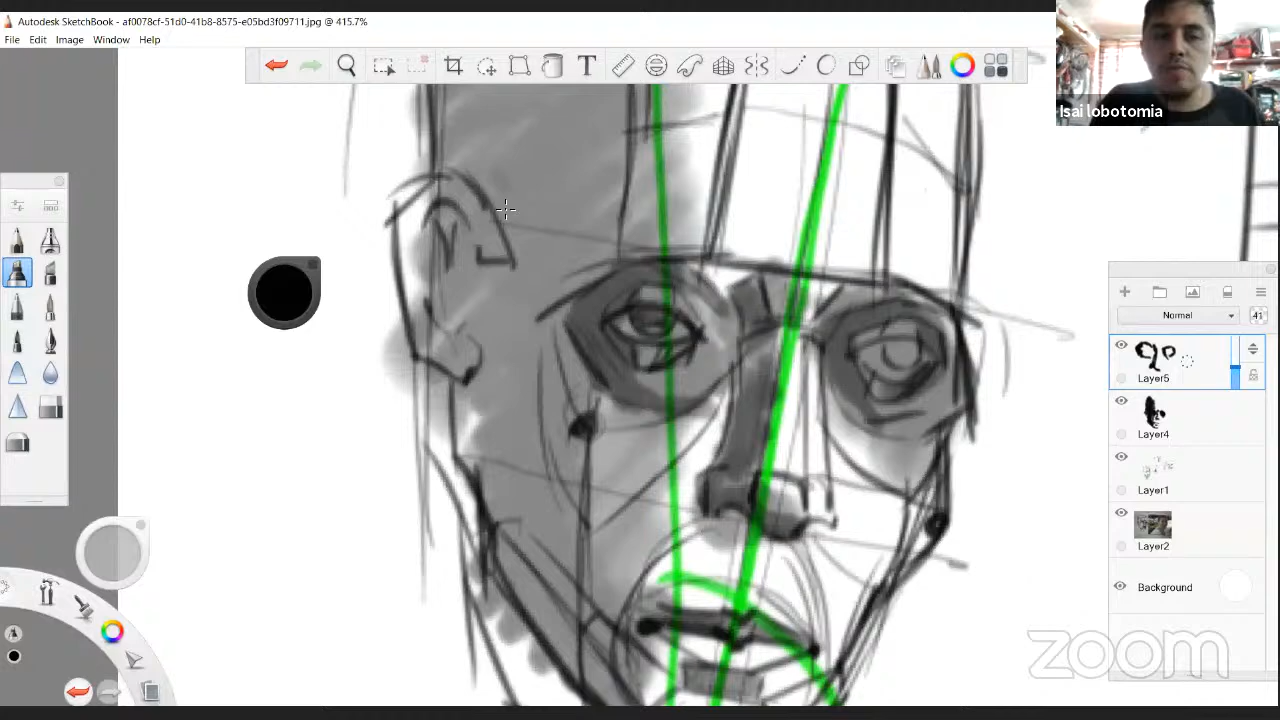 Autodesk SketchBook - af0078cf-51d0-41b8-8575-e05bd3f09711.jpg @ 415.7%
File Edit Image Window Help
T
Isai lobotomia
Normal
41
Layer5
Layer4
Layer1
Layer2
Background
zoom